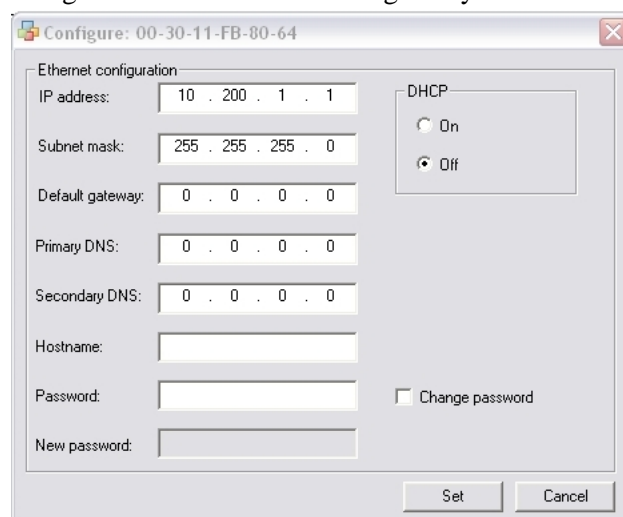 Configure: 00-30-11-FB-80-64
Ethernet configuration
IP address: 10 . 200 . 1 . 1
DHCP
On
Subnet mask: 255 . 255 . 255 . 0
Off
Default gateway: 0 . 0 . 0 . 0
Primary DNS: 0 . 0 . 0 . 0
Secondary DNS: 0 . 0 . 0 . 0
Hostname:
Password:
Change password
New password:
Set
Cancel